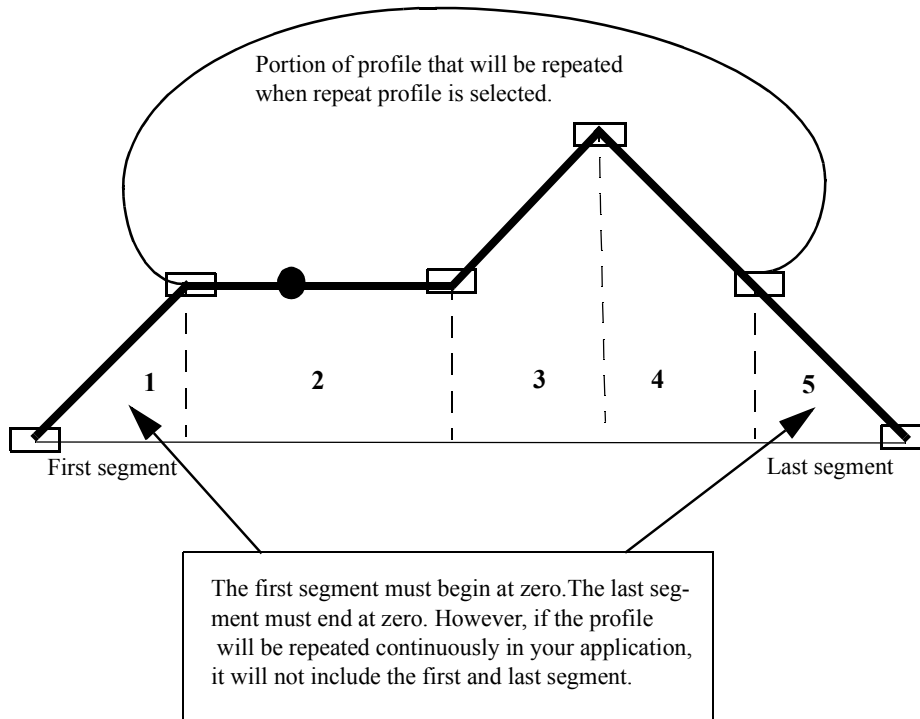 Portion of profile that will be repeated
when repeat profile is selected.
1
2
3
4
5
First segment
Last segment
The first segment must begin at zero.The last seg-
ment must end at zero. However, if the profile
will be repeated continuously in your application,
it will not include the first and last segment.